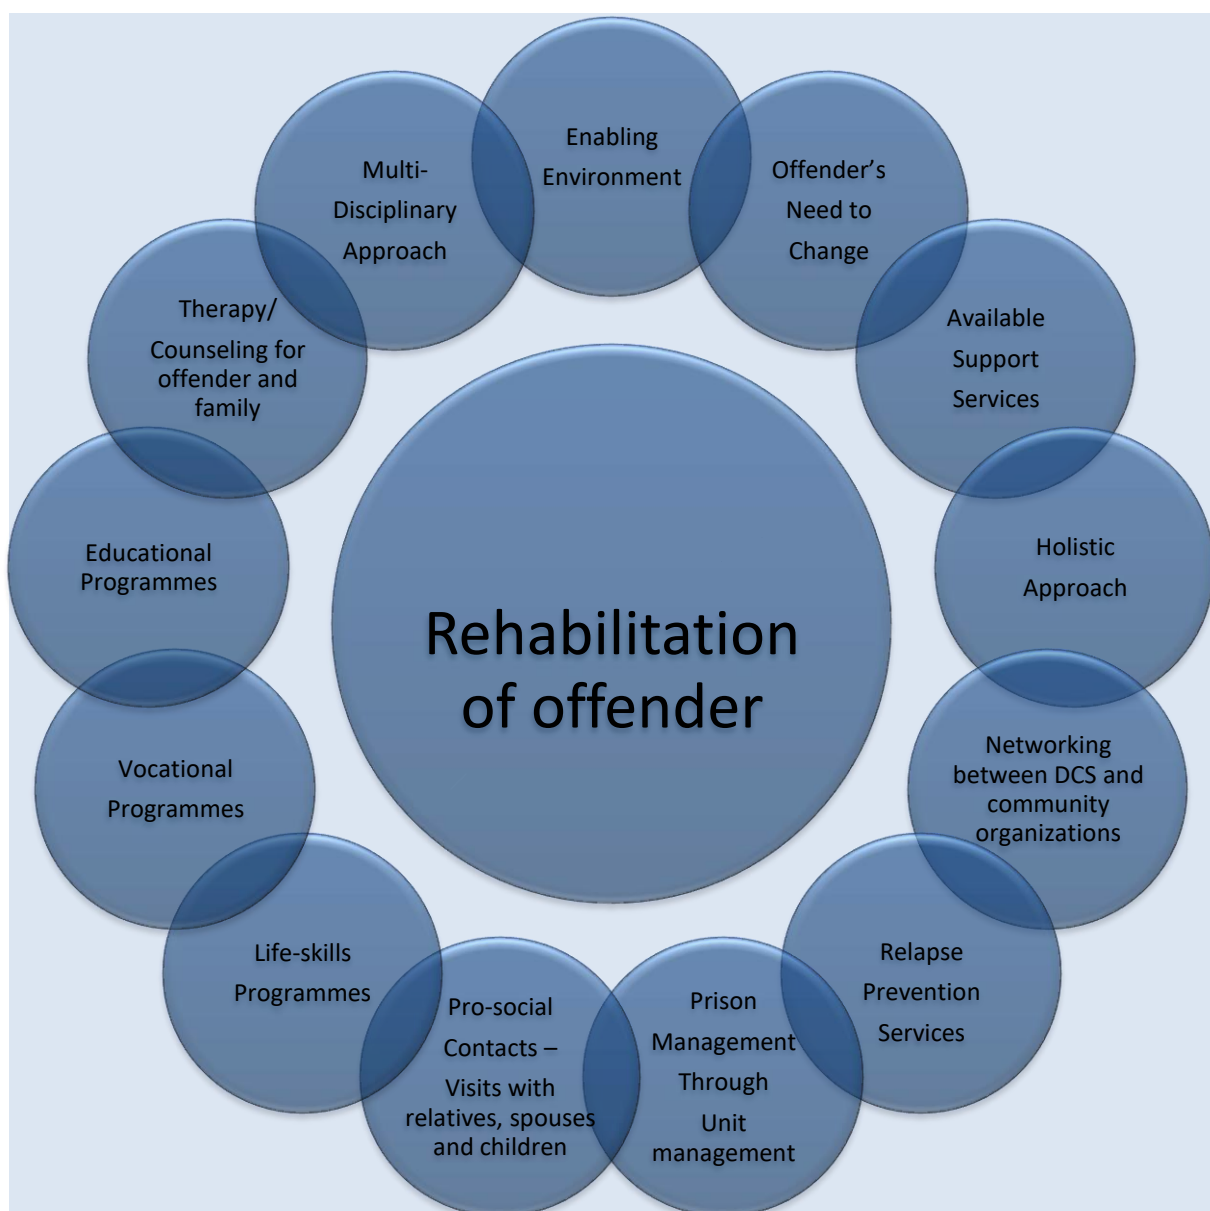 Enabling
Environment
Offender’s
Need to
Change
Available
Support
Services
Holistic
Approach
Networking
between DCS and
community
organizations
Relapse
Prevention
Services
Prison
Management
Through
Unit
management
Pro-social
Contacts –
Visits with
relatives, spouses
and children
Life-skills
Programmes
Vocational
Programmes
Educational
Programmes
Therapy/
Counseling for
offender and
family
Multi-
Disciplinary
Approach
Rehabilitation
of offender